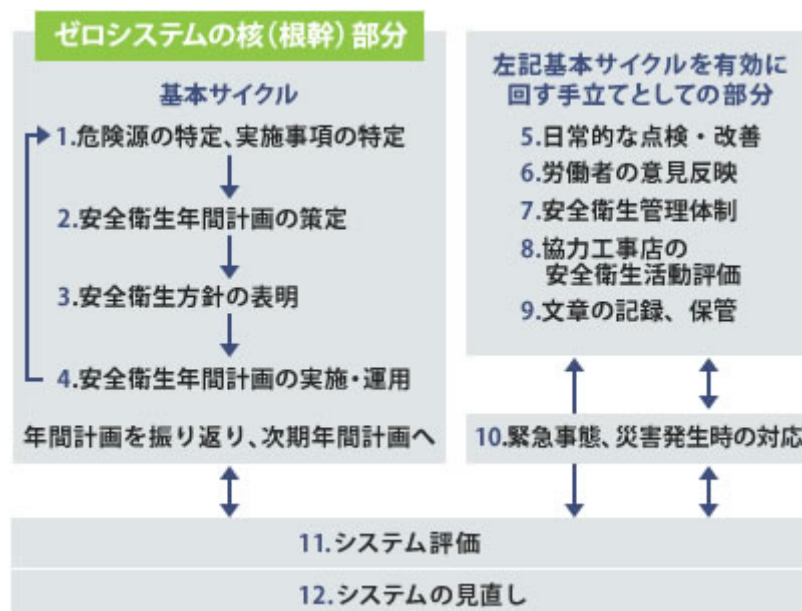 ゼロシステムの核(根幹)部分
基本サイクル
1.危険源の特定、実施事項の特定
2.安全衛生年間計画の策定
3.安全衛生方針の表明
4.安全衛生年間計画の実施・運用
年間計画を振り返り、次期年間計画へ
左記基本サイクルを有効に
回す手立てとしての部分
5.日常的な点検・改善
6.労働者の意見反映
7.安全衛生管理体制
8.協力工事店の
安全衛生活動評価
9.文章の記録、保管
10.緊急事態、災害発生時の対応
11.システム評価
12.システムの見直し